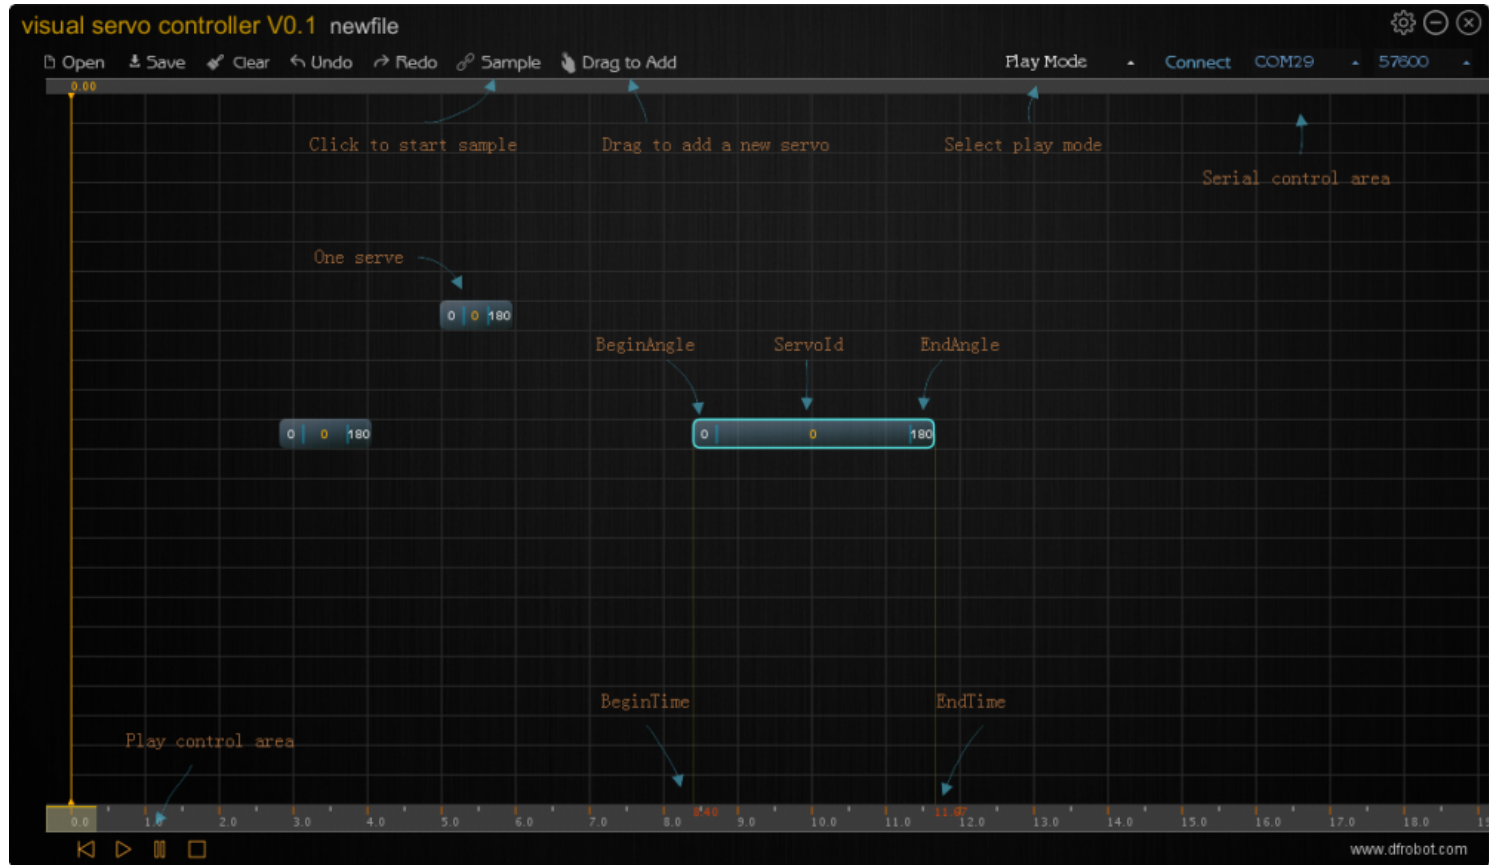 visual servo controller V0.1 newfile
Open Save Clear Undo Redo Sample Drag to Add Play Mode Connect COM29 57600
0.00
Click to start sample Drag to add a new servo Select play mode
Serial control area
One serve
0 0 180
BeginAngle ServoId EndAngle
0 0 180 0 0 180
BeginTime EndTime
Play control area
8.40 11.67
0.0 1.0 2.0 3.0 4.0 5.0 6.0 7.0 8.0 9.0 10.0 11.0 12.0 13.0 14.0 15.0 16.0 17.0 18.0
www.dfrobot.com